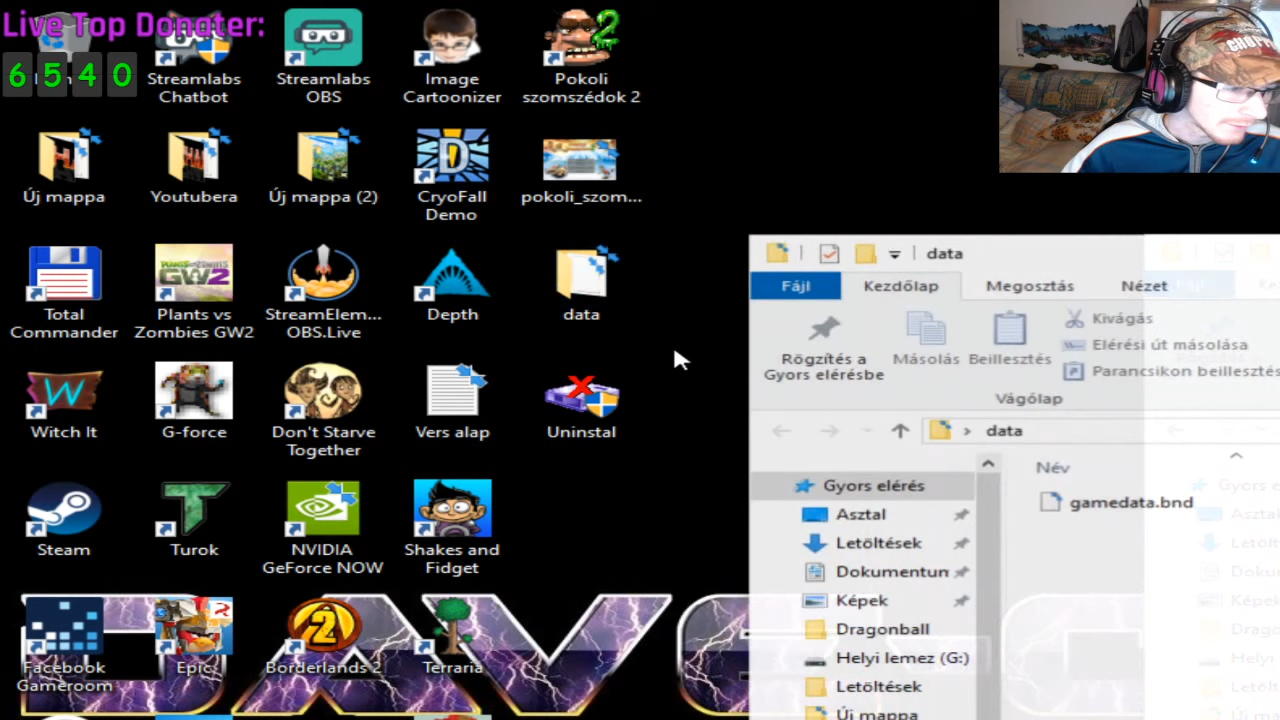 Live Top Donater:
6540
Streamlabs
Chatbot
Streamlabs
OBS
Image
Cartoonizer
Pokoli
szomszédok 2
Új mappa
Youtubera
Új mappa (2)
CryoFall
Demo
pokoli_szom...
Total
Commander
Plants vs
Zombies GW2
StreamElem...
OBS.Live
Depth
data
Witch It
G-force
Don't Starve
Together
Vers alap
Uninstal
Steam
Turok
NVIDIA
GeForce NOW
Shakes and
Fidget
Facebook
Gameroom
Epic
Borderlands 2
Terraria
data
Fájl
Kezdőlap
Megosztás
Nézet
Rögzítés a
Gyors elérésbe
Másolás
Beillesztés
Kivágás
Elérési út másolása
Parancsikon beillesztés
Vágólap
data
Név
gamedata.bnd
Gyors elérés
Asztal
Letöltések
Dokumentum
Képek
Dragonball
Helyi lemez (G:)
Letöltések
Új mappa